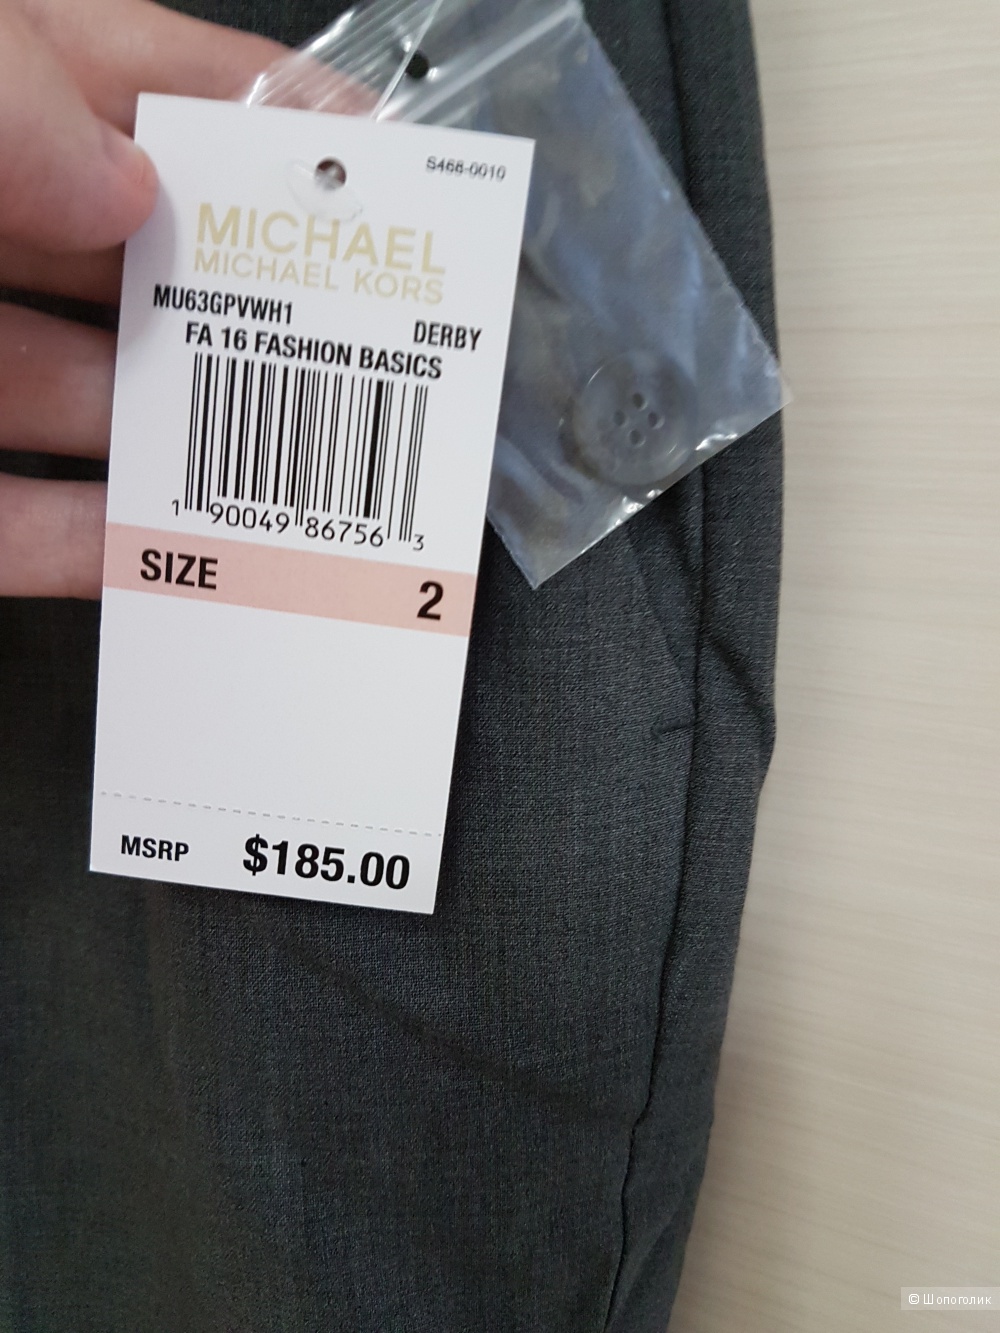 S466-0010
MICHAEL
MICHAEL KORS
MU63GPVWH1
DERBY
FA 16 FASHION BASICS
1 90049 86756 3
SIZE 2
MSRP $185.00
© Шопоголик